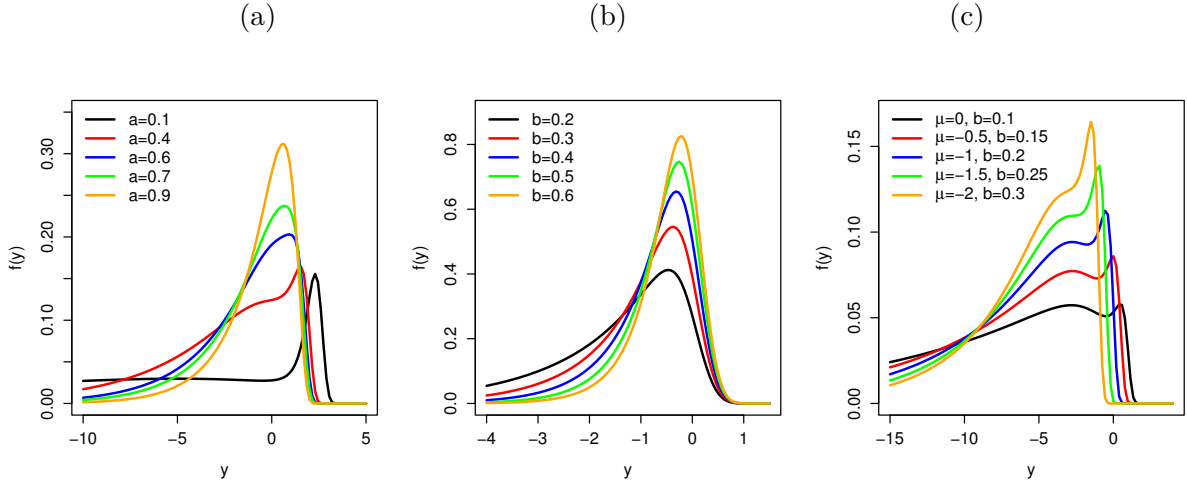 (a)
a=0.1
a=0.4
a=0.6
a=0.7
a=0.9
f(y)
0.00
0.10
0.20
0.30
−10
−5
0
5
y
(b)
b=0.2
b=0.3
b=0.4
b=0.5
b=0.6
f(y)
0.0
0.2
0.4
0.6
0.8
−4
−3
−2
−1
0
1
y
(c)
μ=0, b=0.1
μ=−0.5, b=0.15
μ=−1, b=0.2
μ=−1.5, b=0.25
μ=−2, b=0.3
f(y)
0.00
0.05
0.10
0.15
−15
−10
−5
0
y